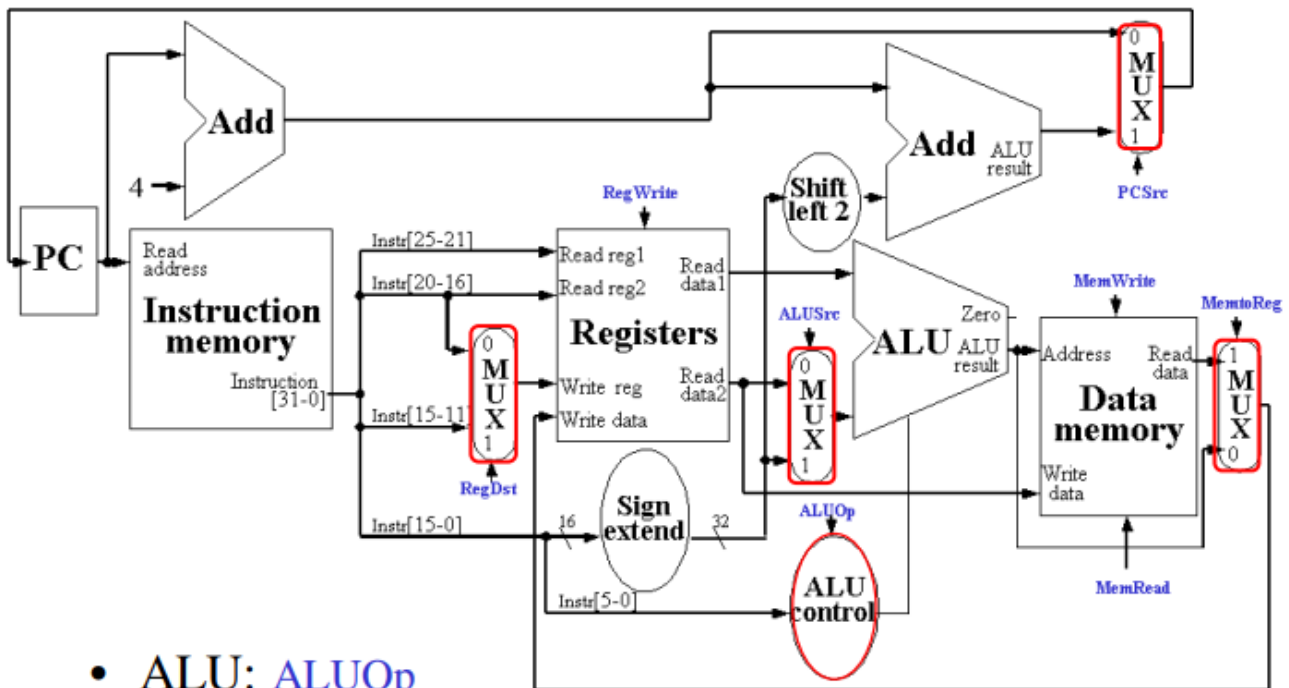 0
M
U
X
1
PCSrc
Add
4
Add
ALU
result
Shift
left 2
RegWrite
PC
Read
address
Instruction
memory
Instruction
[31-0]
Instr[25-21]
Instr[20-16]
Instr[15-11]
Instr[15-0]
Instr[5-0]
0
M
U
X
1
RegDst
Read reg1
Read reg2
Registers
Write reg
Write data
Read
data1
Read
data2
16
Sign
extend
32
ALUSrc
0
M
U
X
1
ALUOp
ALU
control
Zero
ALU
ALU
result
MemWrite
Address
Read
data
Data
memory
Write
data
MemRead
MemtoReg
1
M
U
X
0
• ALU: ALUOp